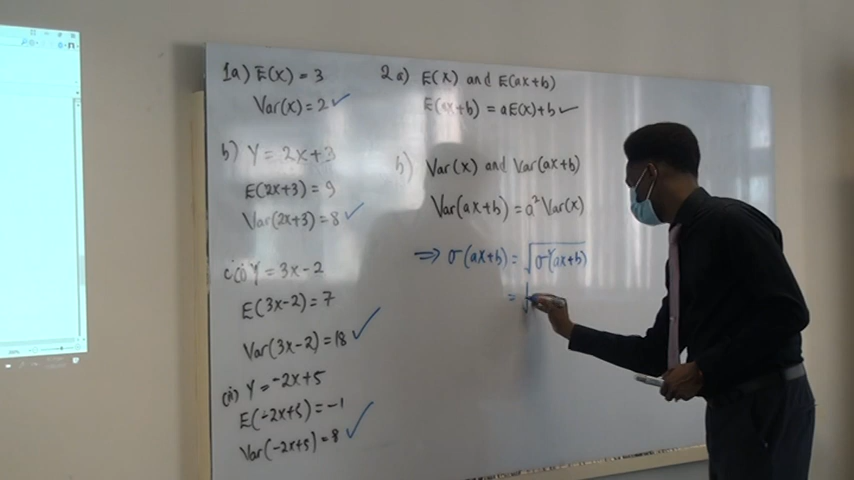 1a) E(X) = 3
Var(X) = 2 ✓
b) Y = 2X+3
E(2X+3) = 9
Var(2X+3) = 8 ✓
c(i) Y = 3X-2
E(3X-2) = 7
Var(3X-2) = 18 ✓
(ii) Y = -2X+5
E(-2X+5) = -1
Var(-2X+5) = 8 ✓
2a) E(X) and E(aX+b)
E(aX+b) = aE(X)+b ✓
b) Var(X) and Var(aX+b)
Var(aX+b) = a² Var(X)
⇒ σ(aX+b) = √σ²(aX+b)
= √